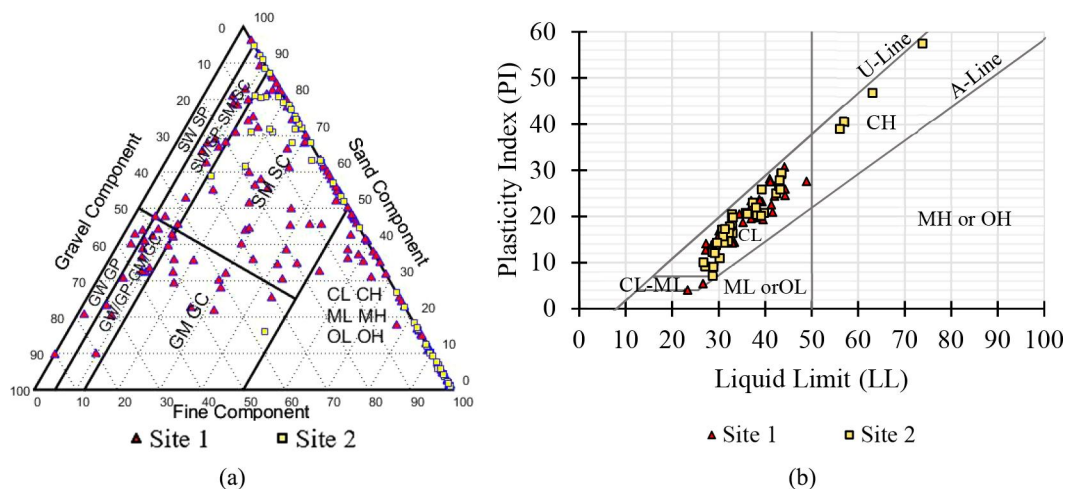 100
0
90
10
80
20
70
30
60
40
50
50
40
60
30
70
20
80
10
90
0
100
0 10 20 30 40 50 60 70 80 90 100
Gravel Component
Sand Component
Fine Component
SW SP
SW/SP-SM/SC
SM SC
GW/GP
GW/GP-GM/GC
GM GC
CL CH
ML MH
OL OH
Site 1 Site 2
(a)
Plasticity Index (PI)
60
50
40
30
20
10
0
0 10 20 30 40 50 60 70 80 90 100
Liquid Limit (LL)
U-Line
A-Line
CH
CL
MH or OH
CL-ML
ML orOL
Site 1 Site 2
(b)